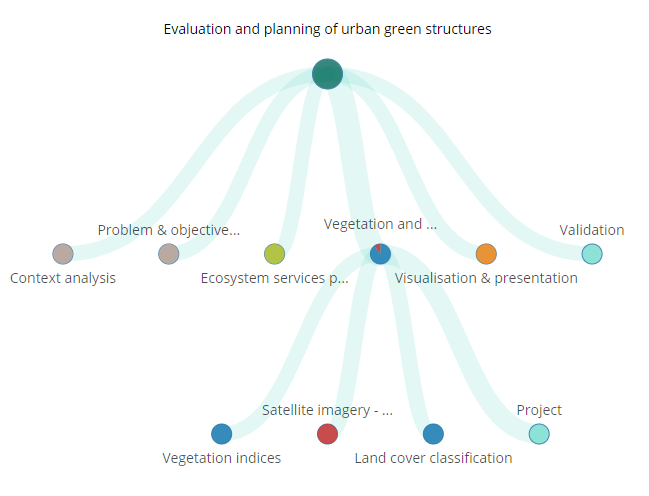 Evaluation and planning of urban green structures
Vegetation and ...
Problem & objective...
Validation
Context analysis
Ecosystem services p...
Visualisation & presentation
Satellite imagery - ...
Project
Vegetation indices
Land cover classification